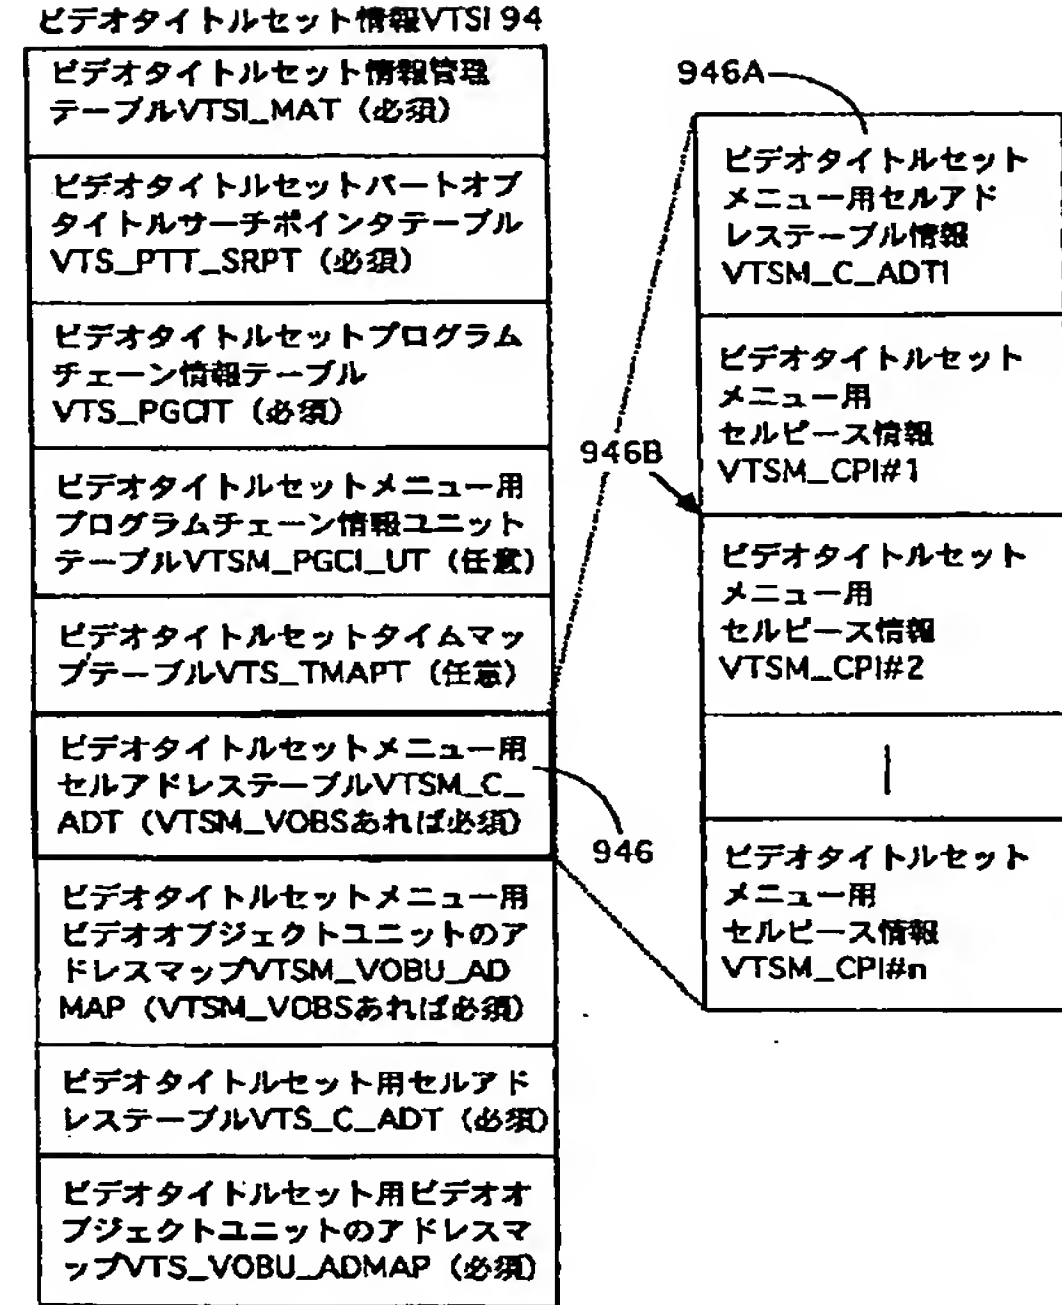 ビデオタイトルセット情報VTSI 94
ビデオタイトルセット情報管理
テーブルVTSI_MAT（必須）
ビデオタイトルセットパートオブ
タイトルサーチポインタテーブル
VTS_PTT_SRPT（必須）
ビデオタイトルセットプログラム
チェーン情報テーブル
VTS_PGCIT（必須）
ビデオタイトルセットメニュー用
プログラムチェーン情報ユニット
テーブルVTSM_PGCI_UT（任意）
ビデオタイトルセットタイムマッ
プテーブルVTS_TMAPT（任意）
ビデオタイトルセットメニュー用
セルアドレステーブルVTSM_C_
ADT（VTSM_VOBSあれば必須）
ビデオタイトルセットメニュー用
ビデオオブジェクトユニットのア
ドレスマップVTSM_VOBU_AD
MAP（VTSM_VOBSあれば必須）
ビデオタイトルセット用セルアド
レステーブルVTS_C_ADT（必須）
ビデオタイトルセット用ビデオオ
ブジェクトユニットのアドレスマ
ップVTS_VOBU_ADMAP（必須）
946A
ビデオタイトルセット
メニュー用セルアド
レステーブル情報
VTSM_C_ADTI
ビデオタイトルセット
メニュー用
セルピース情報
VTSM_CPI#1
946B
ビデオタイトルセット
メニュー用
セルピース情報
VTSM_CPI#2
946
ビデオタイトルセット
メニュー用
セルピース情報
VTSM_CPI#n